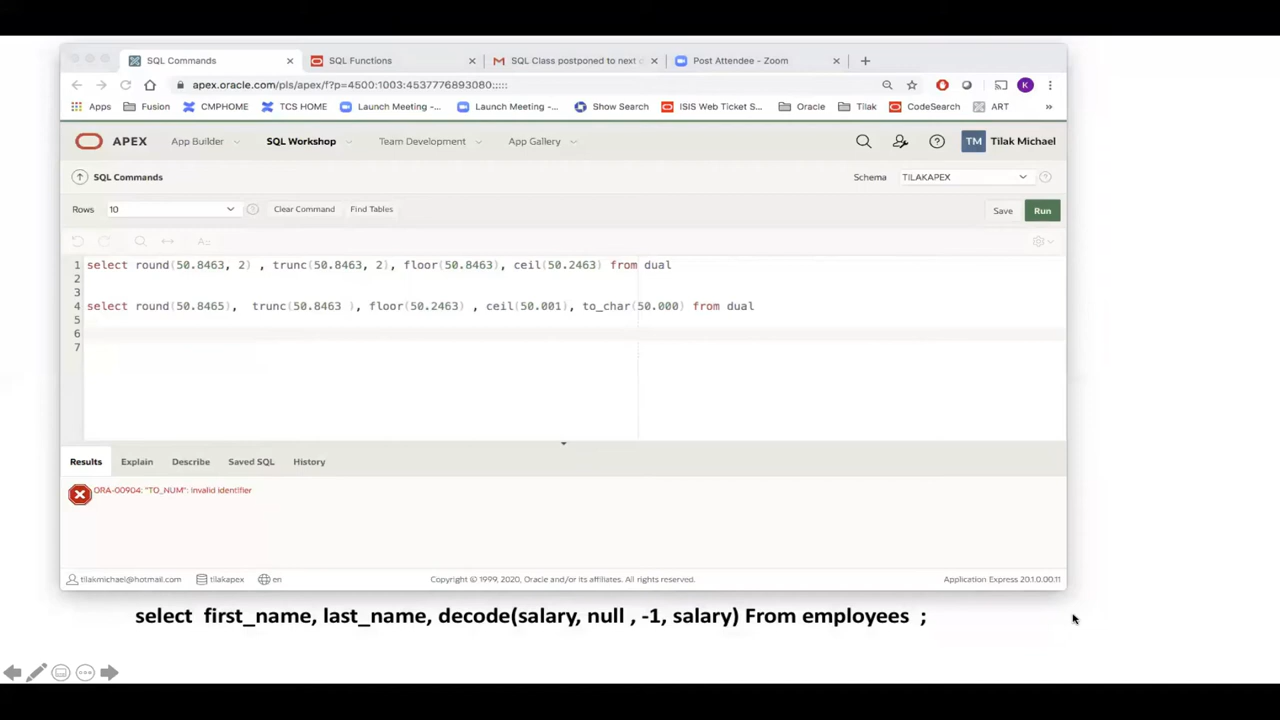 SQL Commands
SQL Functions
SQL Class postponed to next
Post Attendee - Zoom
apex.oracle.com/pls/apex/f?p=4500:1003:4537776893080:::::
K
Apps
Fusion
CMPHOME
TCS HOME
Launch Meeting -...
Launch Meeting -...
Show Search
ISIS Web Ticket S...
Oracle
Tilak
CodeSearch
ART
»
APEX
App Builder
SQL Workshop
Team Development
App Gallery
TM
Tilak Michael
SQL Commands
Schema
TILAKAPEX
Rows
10
Clear Command
Find Tables
Save
Run
1 select round(50.8463, 2) , trunc(50.8463, 2), floor(50.8463), ceil(50.2463) from dual
2
3
4 select round(50.8465), trunc(50.8463 ), floor(50.2463) , ceil(50.001), to_char(50.000) from dual
5
6
7
Results
Explain
Describe
Saved SQL
History
ORA-00904: "TO_NUM": invalid identifier
tilakmichael@hotmail.com
tilakapex
en
Copyright © 1999, 2020, Oracle and/or its affiliates. All rights reserved.
Application Express 20.1.0.00.11
select first_name, last_name, decode(salary, null , -1, salary) From employees ;